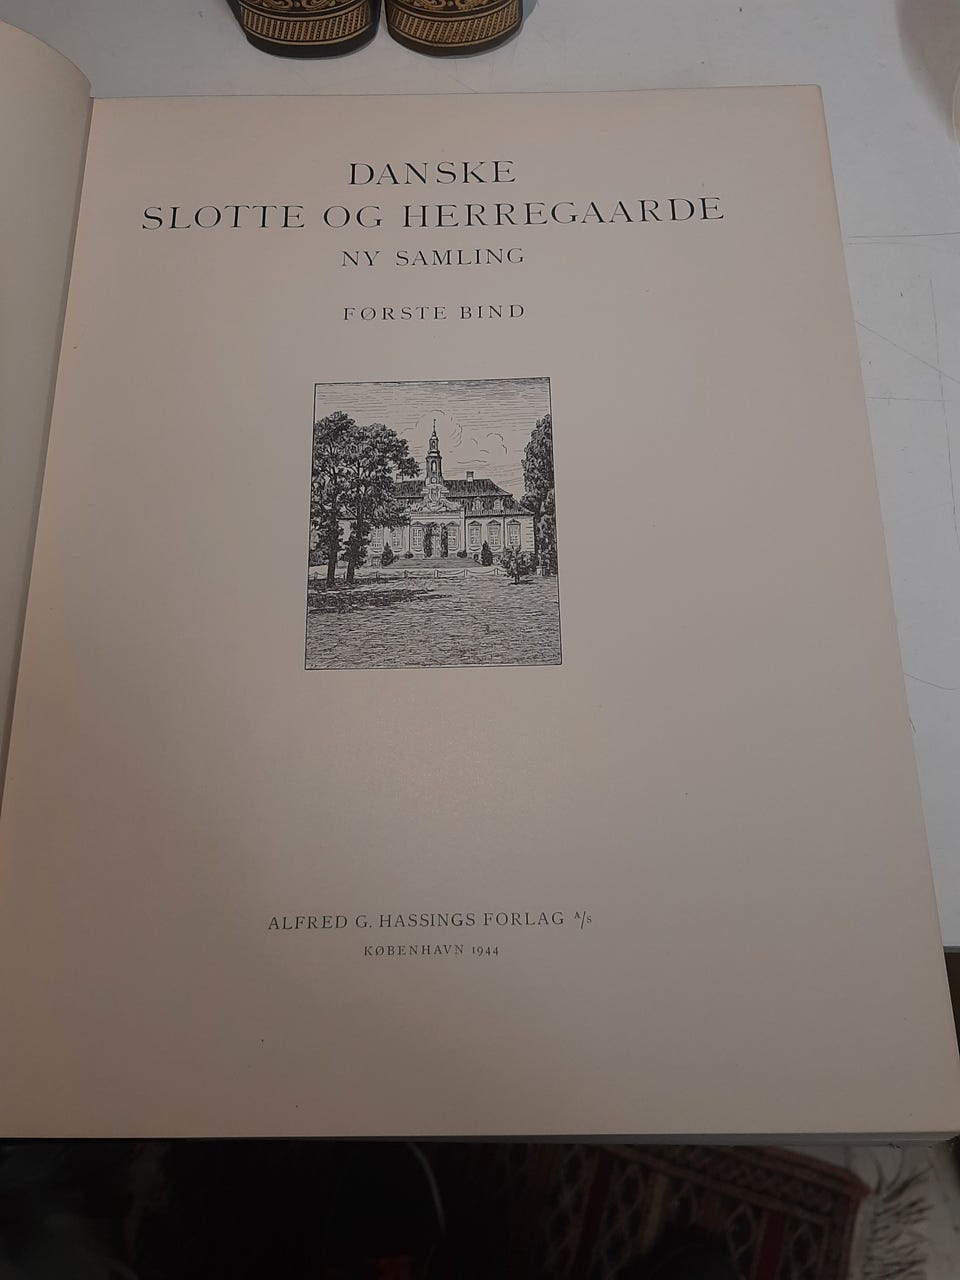 DANSKE
SLOTTE OG HERREGAARDE
NY SAMLING
FØRSTE BIND
ALFRED G. HASSINGS FORLAG A/S
KØBENHAVN 1944